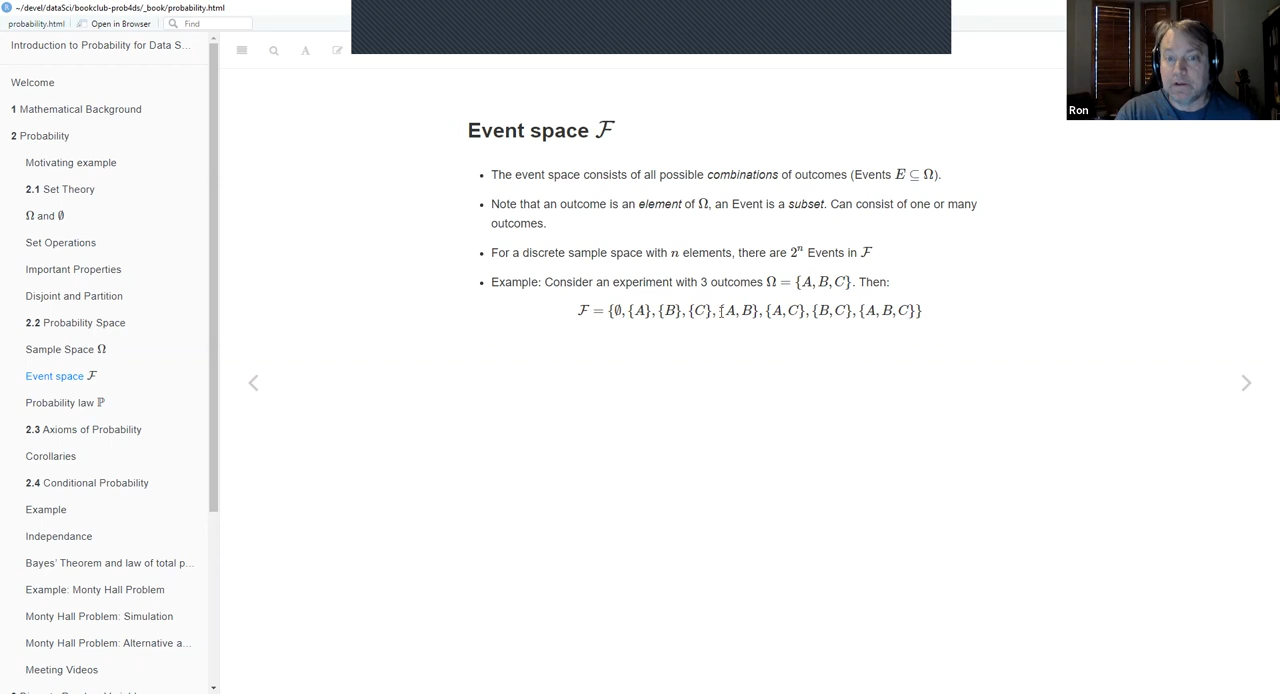 ~/devel/dataSci/bookclub-prob4ds/_book/probability.html
probability.html
Open in Browser
Find
Introduction to Probability for Data S...
Welcome
1 Mathematical Background
2 Probability
Motivating example
2.1 Set Theory
Ω and ∅
Set Operations
Important Properties
Disjoint and Partition
2.2 Probability Space
Sample Space Ω
Event space ℱ
Probability law ℙ
2.3 Axioms of Probability
Corollaries
2.4 Conditional Probability
Example
Independance
Bayes' Theorem and law of total p...
Example: Monty Hall Problem
Monty Hall Problem: Simulation
Monty Hall Problem: Alternative a...
Meeting Videos
A
Event space ℱ
• The event space consists of all possible combinations of outcomes (Events E ⊆ Ω).
• Note that an outcome is an element of Ω, an Event is a subset. Can consist of one or many
outcomes.
• For a discrete sample space with n elements, there are 2ⁿ Events in ℱ
• Example: Consider an experiment with 3 outcomes Ω = {A, B, C}. Then:
ℱ = {∅, {A}, {B}, {C}, {A, B}, {A, C}, {B, C}, {A, B, C}}
Ron